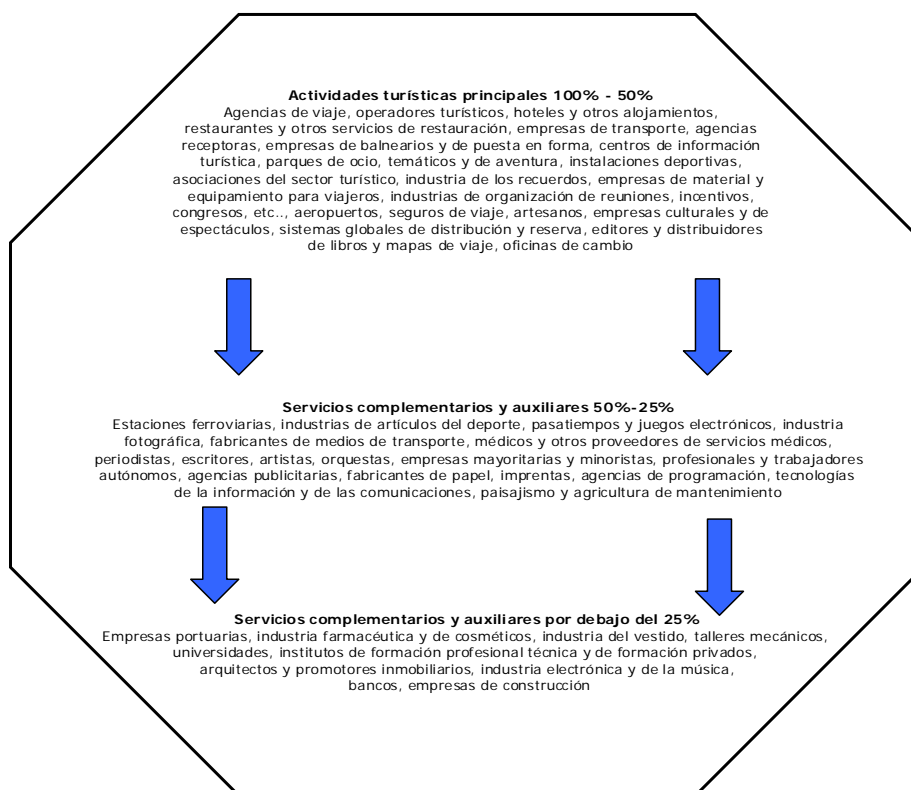 Actividades turísticas principales 100% - 50%
Agencias de viaje, operadores turísticos, hoteles y otros alojamientos,
restaurantes y otros servicios de restauración, empresas de transporte, agencias
receptoras, empresas de balnearios y de puesta en forma, centros de información
turística, parques de ocio, temáticos y de aventura, instalaciones deportivas,
asociaciones del sector turístico, industria de los recuerdos, empresas de material y
equipamiento para viajeros, industrias de organización de reuniones, incentivos,
congresos, etc.., aeropuertos, seguros de viaje, artesanos, empresas culturales y de
espectáculos, sistemas globales de distribución y reserva, editores y distribuidores
de libros y mapas de viaje, oficinas de cambio
Servicios complementarios y auxiliares 50%-25%
Estaciones ferroviarias, industrias de artículos del deporte, pasatiempos y juegos electrónicos, industria
fotográfica, fabricantes de medios de transporte, médicos y otros proveedores de servicios médicos,
periodistas, escritores, artistas, orquestas, empresas mayoritarias y minoristas, profesionales y trabajadores
autónomos, agencias publicitarias, fabricantes de papel, imprentas, agencias de programación, tecnologías
de la información y de las comunicaciones, paisajismo y agricultura de mantenimiento
Servicios complementarios y auxiliares por debajo del 25%
Empresas portuarias, industria farmacéutica y de cosméticos, industria del vestido, talleres mecánicos,
universidades, institutos de formación profesional técnica y de formación privados,
arquitectos y promotores inmobiliarios, industria electrónica y de la música,
bancos, empresas de construcción